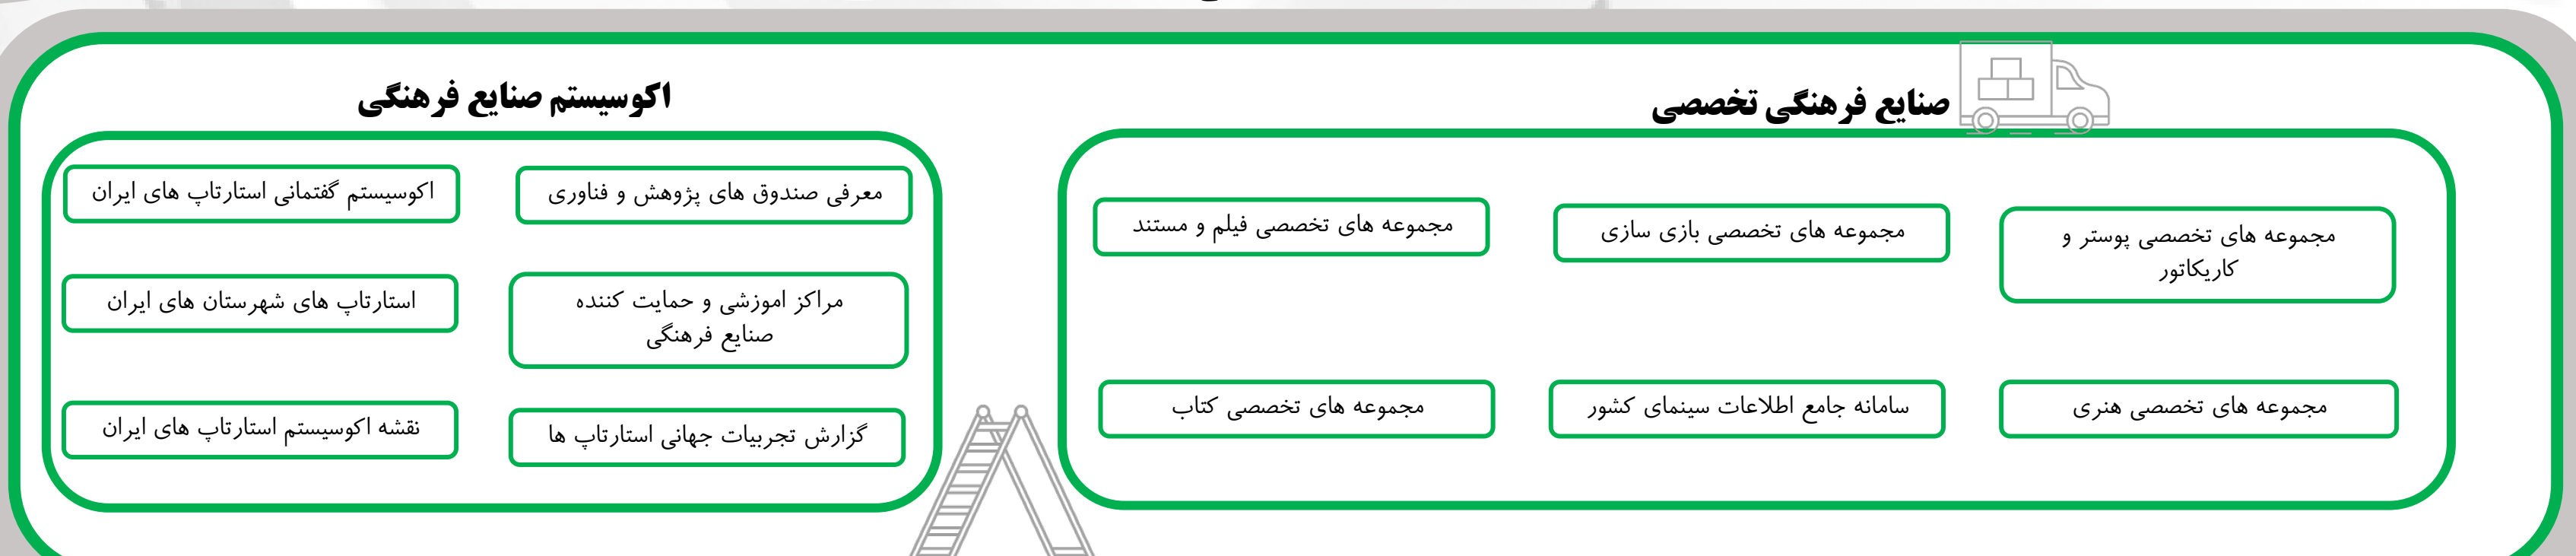 صنایع فرهنگی تخصصی
مجموعه های تخصصی پوستر و
کاریکاتور
مجموعه های تخصصی بازی سازی
مجموعه های تخصصی فیلم و مستند
مجموعه های تخصصی هنری
سامانه جامع اطلاعات سینمای کشور
مجموعه های تخصصی کتاب
اکوسیستم صنایع فرهنگی
معرفی صندوق های پژوهش و فناوری
اکوسیستم گفتمانی استارتاپ های ایران
مراکز اموزشی و حمایت کننده
صنایع فرهنگی
استارتاپ های شهرستان های ایران
گزارش تجربیات جهانی استارتاپ ها
نقشه اکوسیستم استارتاپ های ایران